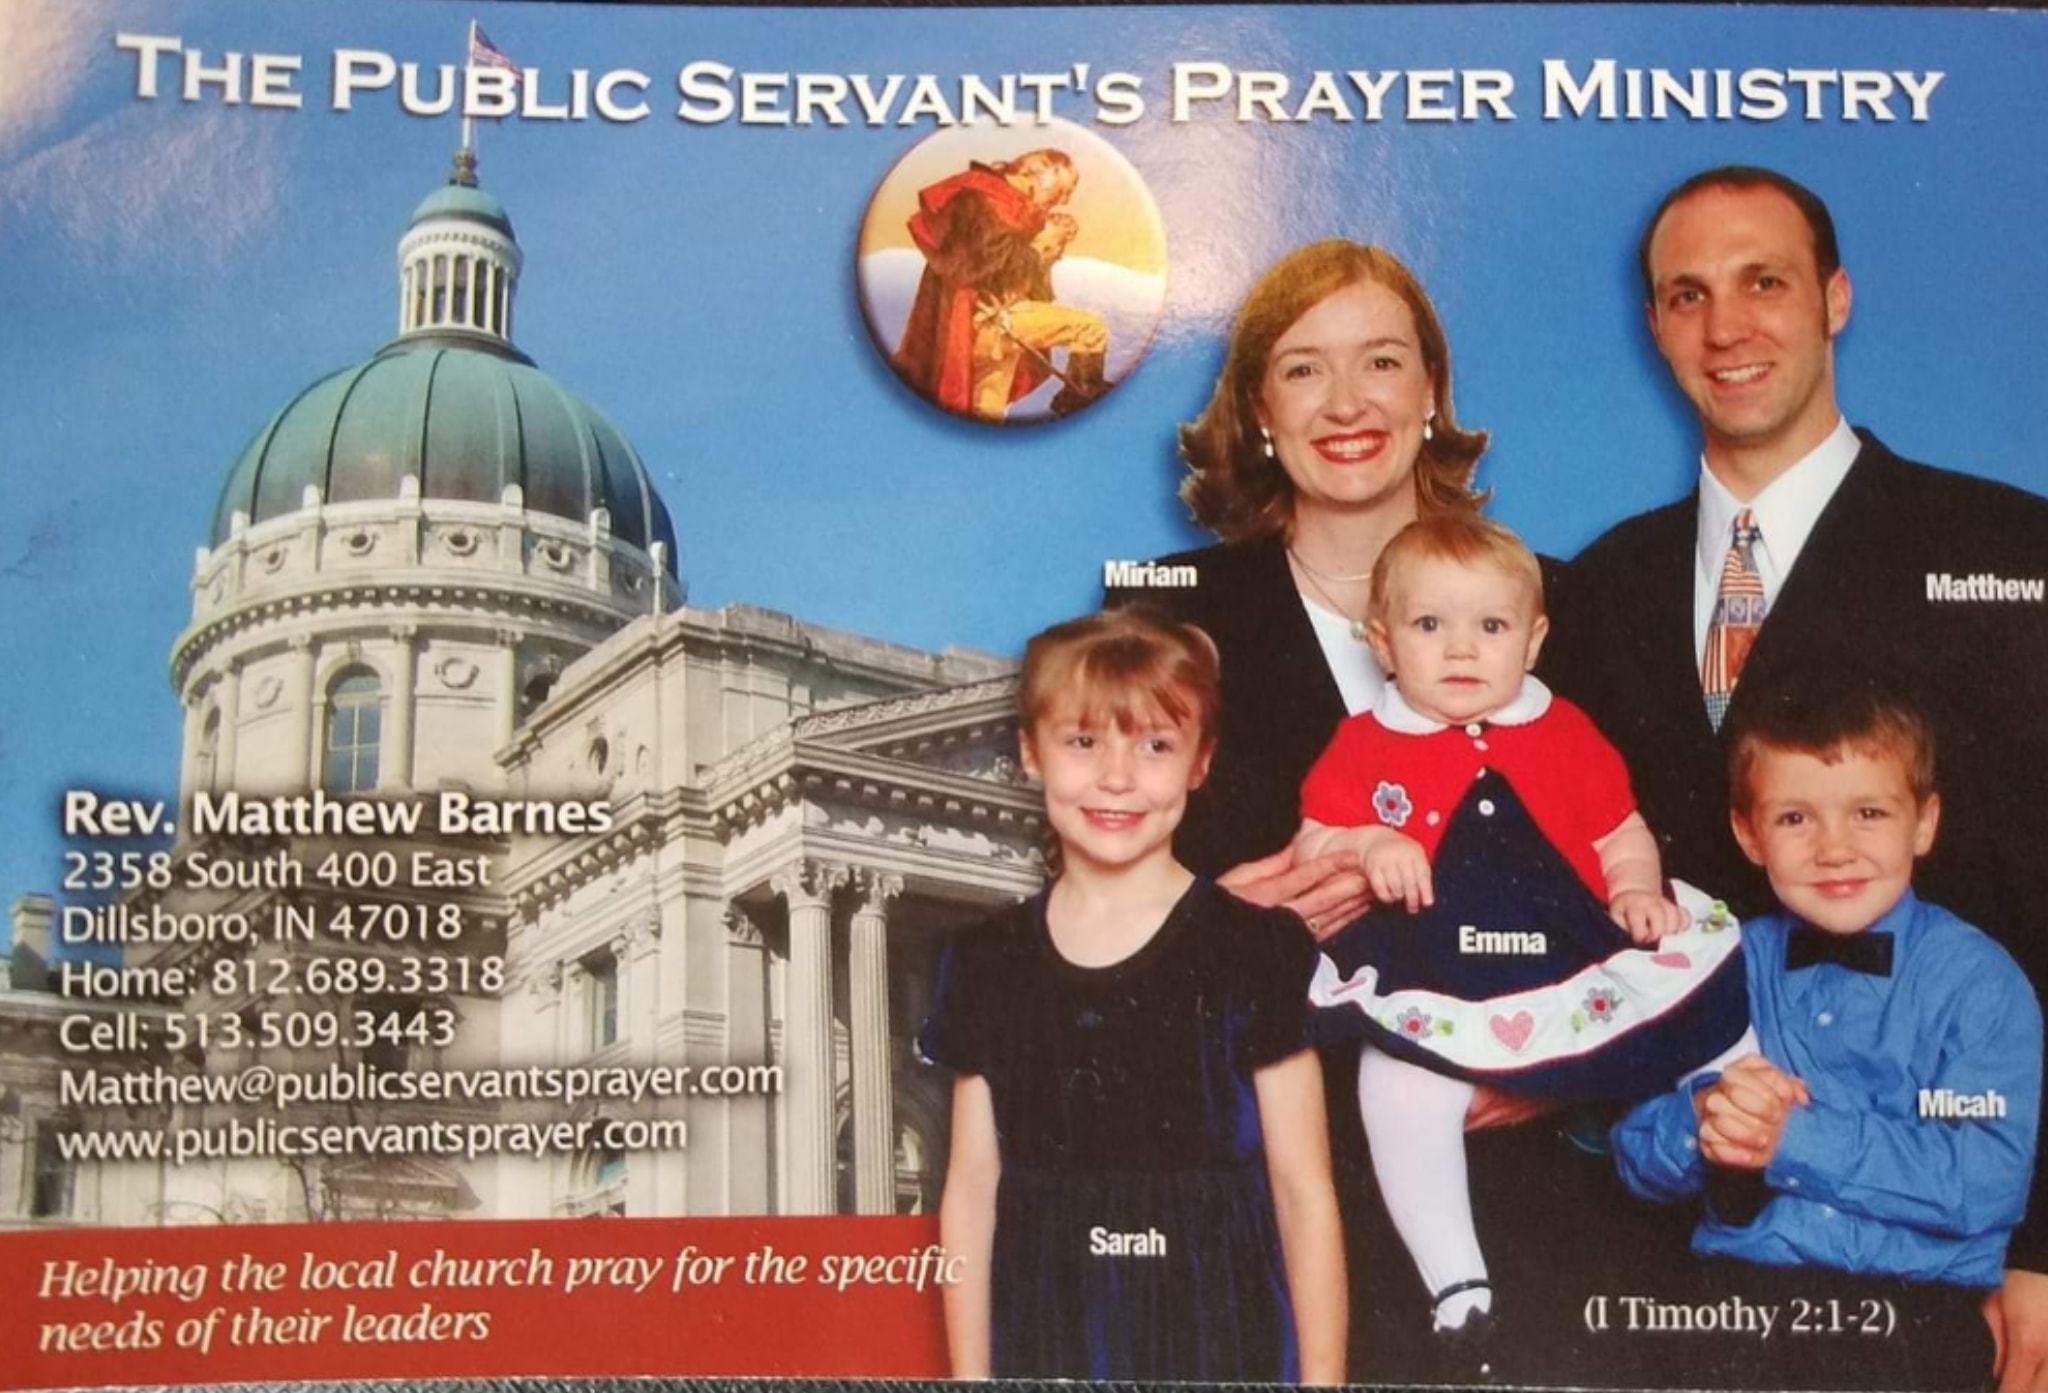 THE PUBLIC SERVANT'S PRAYER MINISTRY
Miriam
Matthew
Rev. Matthew Barnes
2358 South 400 East
Dillsboro, IN 47018
Home: 812.689.3318
Cell: 513.509.3443
Matthew@publicservantsprayer.com
www.publicservantsprayer.com
Emma
Micah
Sarah
Helping the local church pray for the specific
needs of their leaders
(I Timothy 2:1-2)